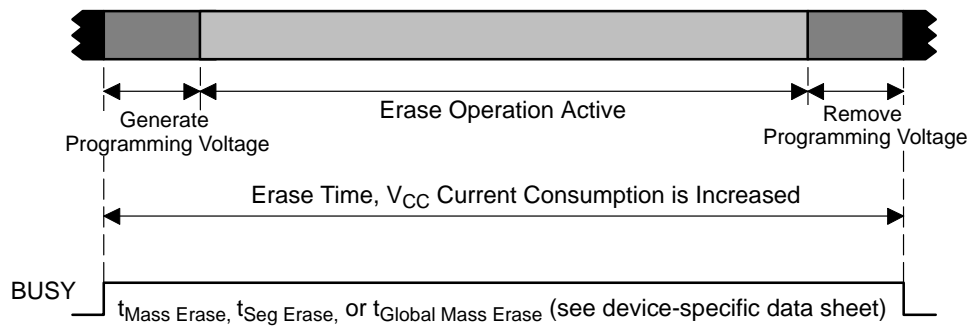 Generate
Programming Voltage
Erase Operation Active
Remove
Programming Voltage
Erase Time, VCC Current Consumption is Increased
BUSY
tMass Erase, tSeg Erase, or tGlobal Mass Erase (see device-specific data sheet)